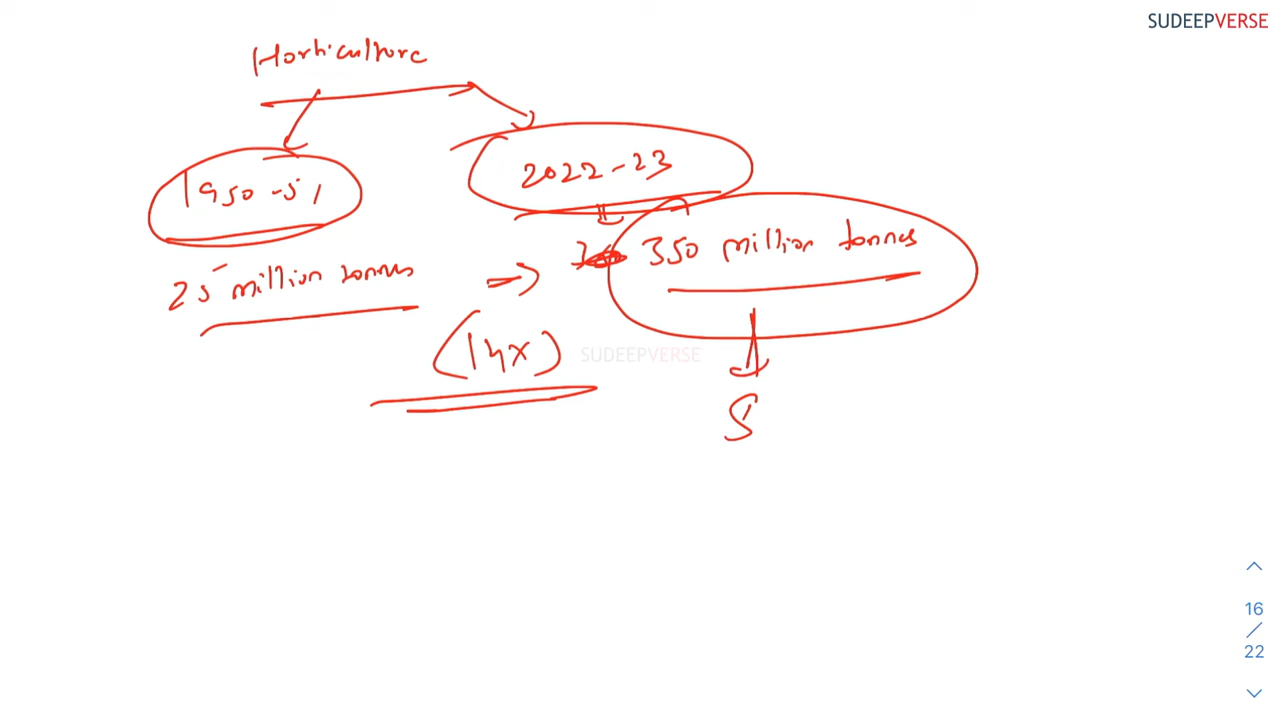 SUDEEPVERSE
Horticulture
1950-51
2022-23
25 million tonnes
350 million tonnes
(14x)
SUDEEPVERSE
S
16
/
22